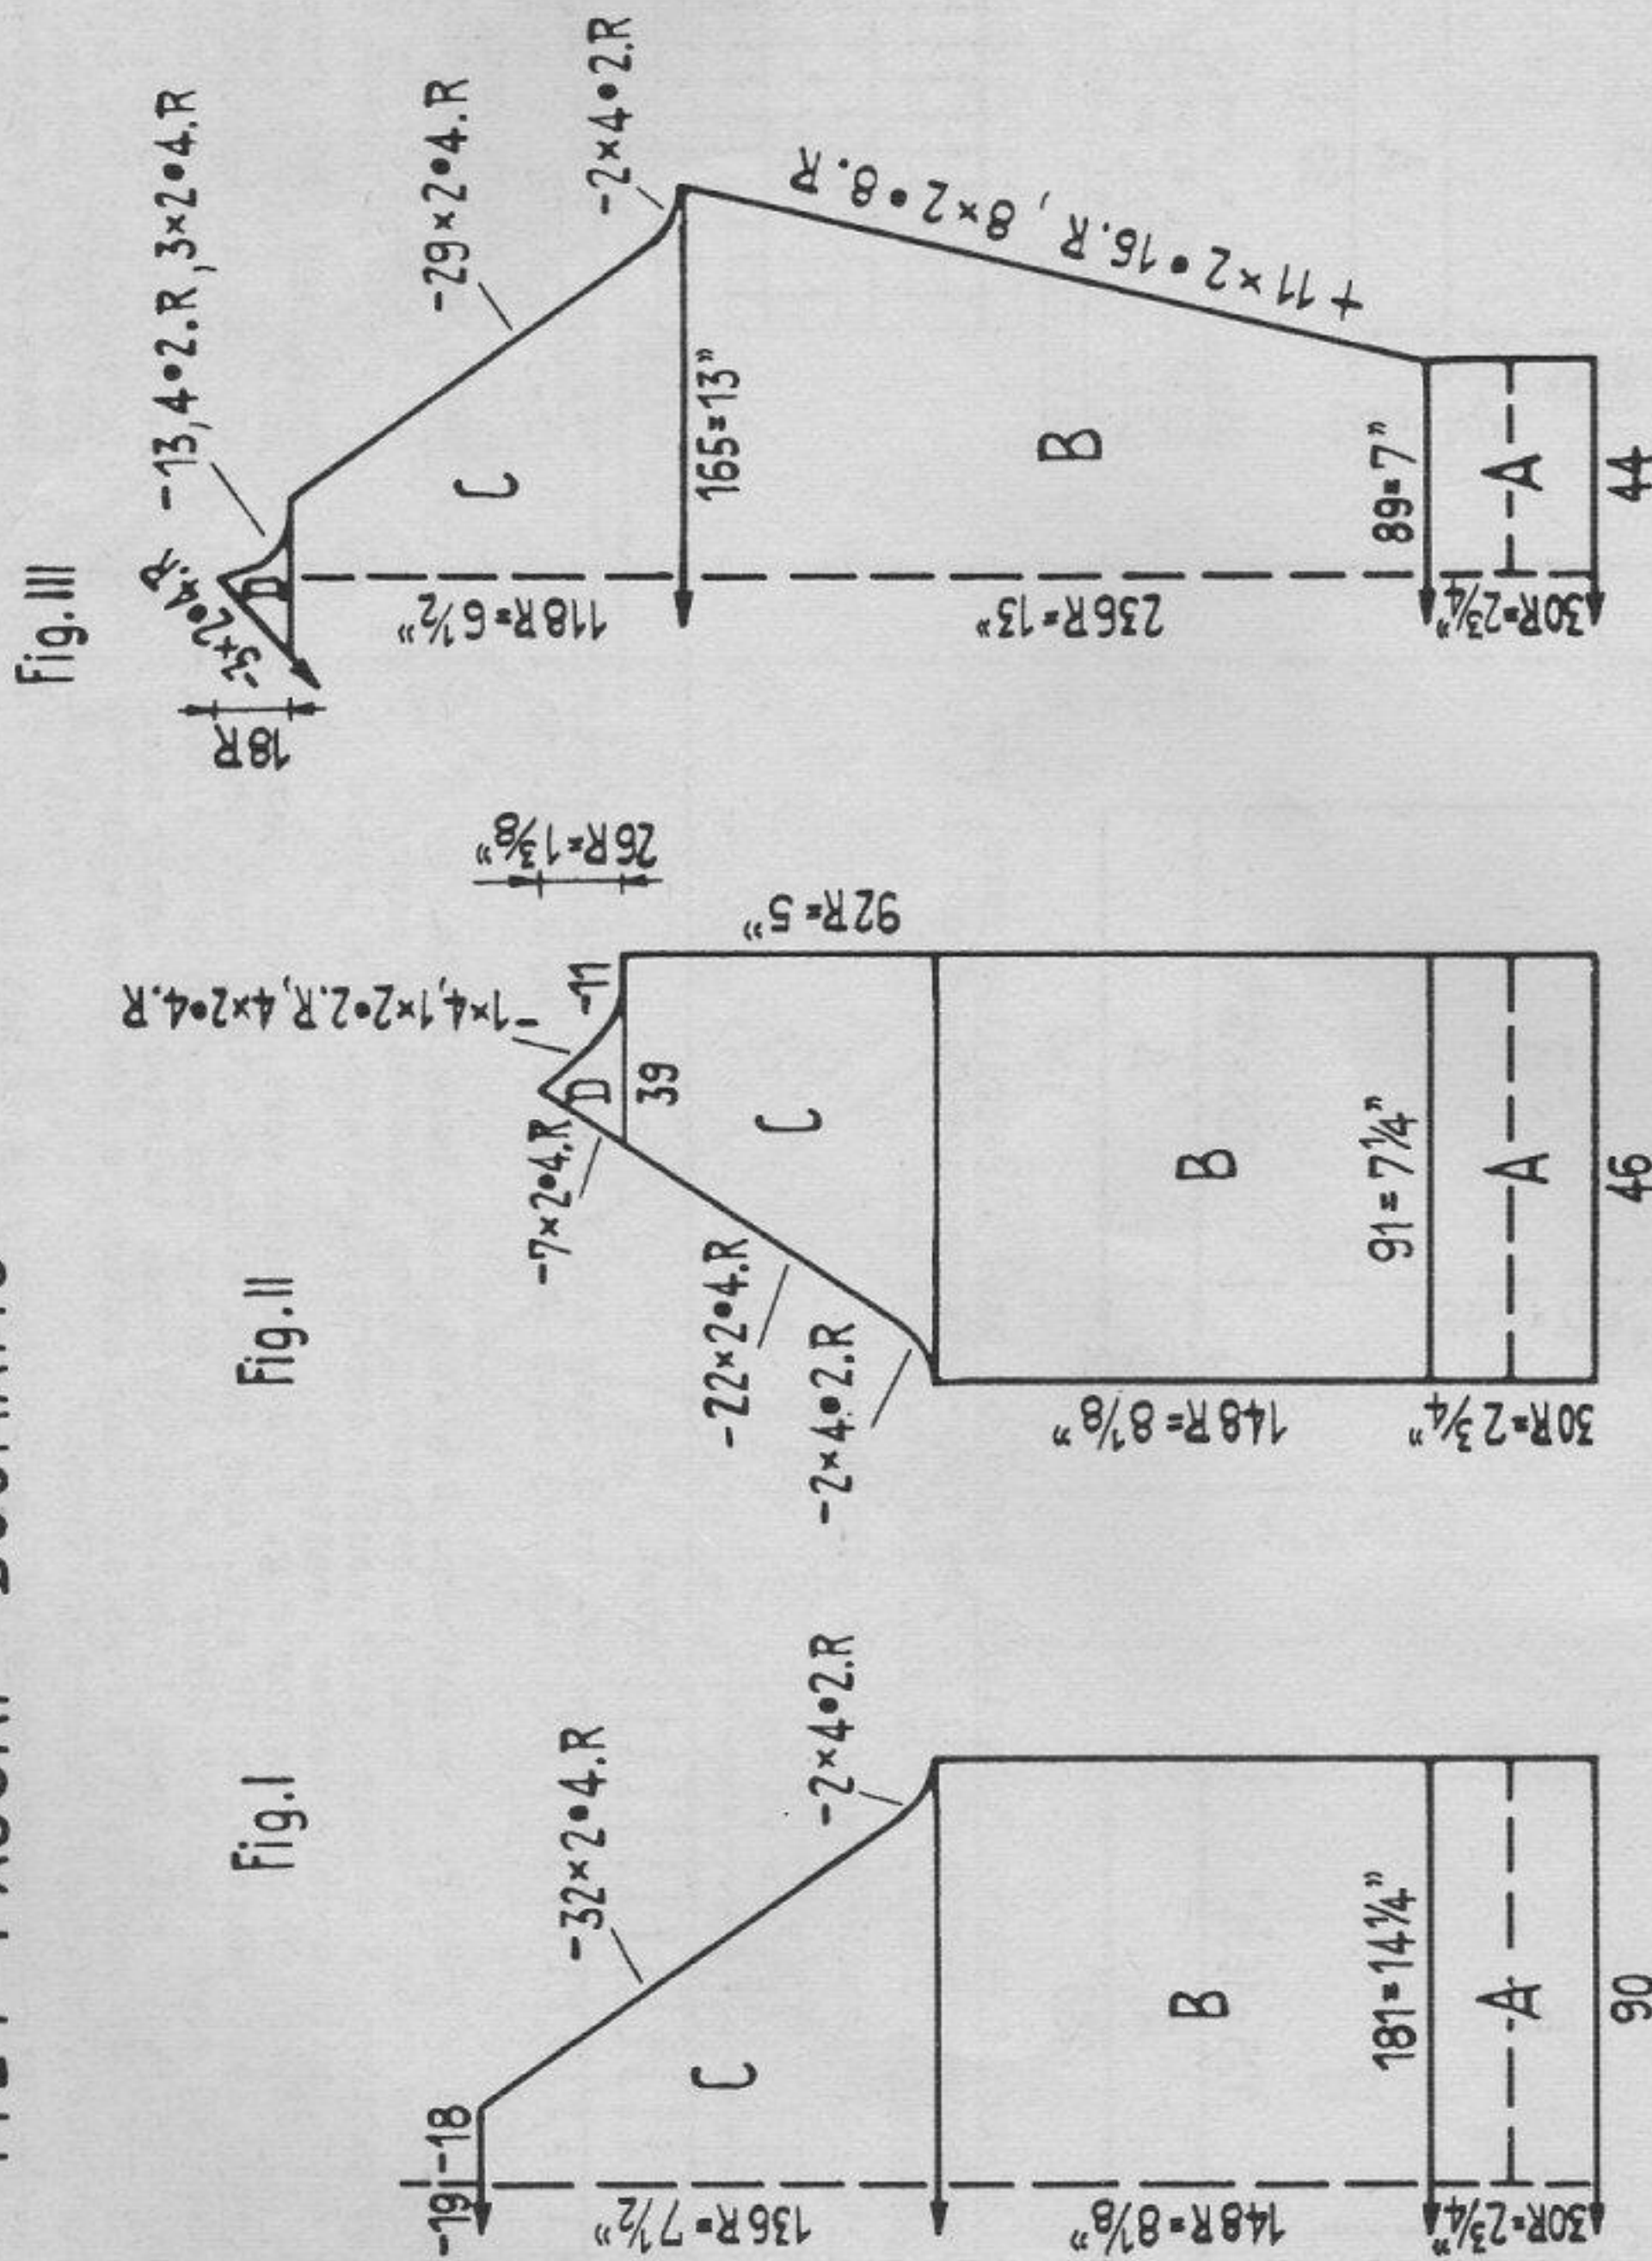 Fig. I
-19 -18
-32×2•4.R
-2×4•2.R
C
136R=7½"
B
148R=8⅛"
181=14¼"
A
30R=2¾"
90
Fig. II
-1×4,1×2•2.R,4×2•4.R
-11
26R=1⅜"
-7×2•4.R
D
39
-22×2•4.R
-2×4•2.R
C
92R=5"
B
148R=8⅛"
91=7¼"
A
30R=2¾"
46
Fig. III
-13,4•2.R,3×2•4.R
-3×2•4.R
D
18R
-29×2•4.R
-2×4•2.R
C
118R=6½"
165=13"
+11×2•16.R, 8×2•8.R
B
236R=13"
89=7"
A
30R=2¾"
44